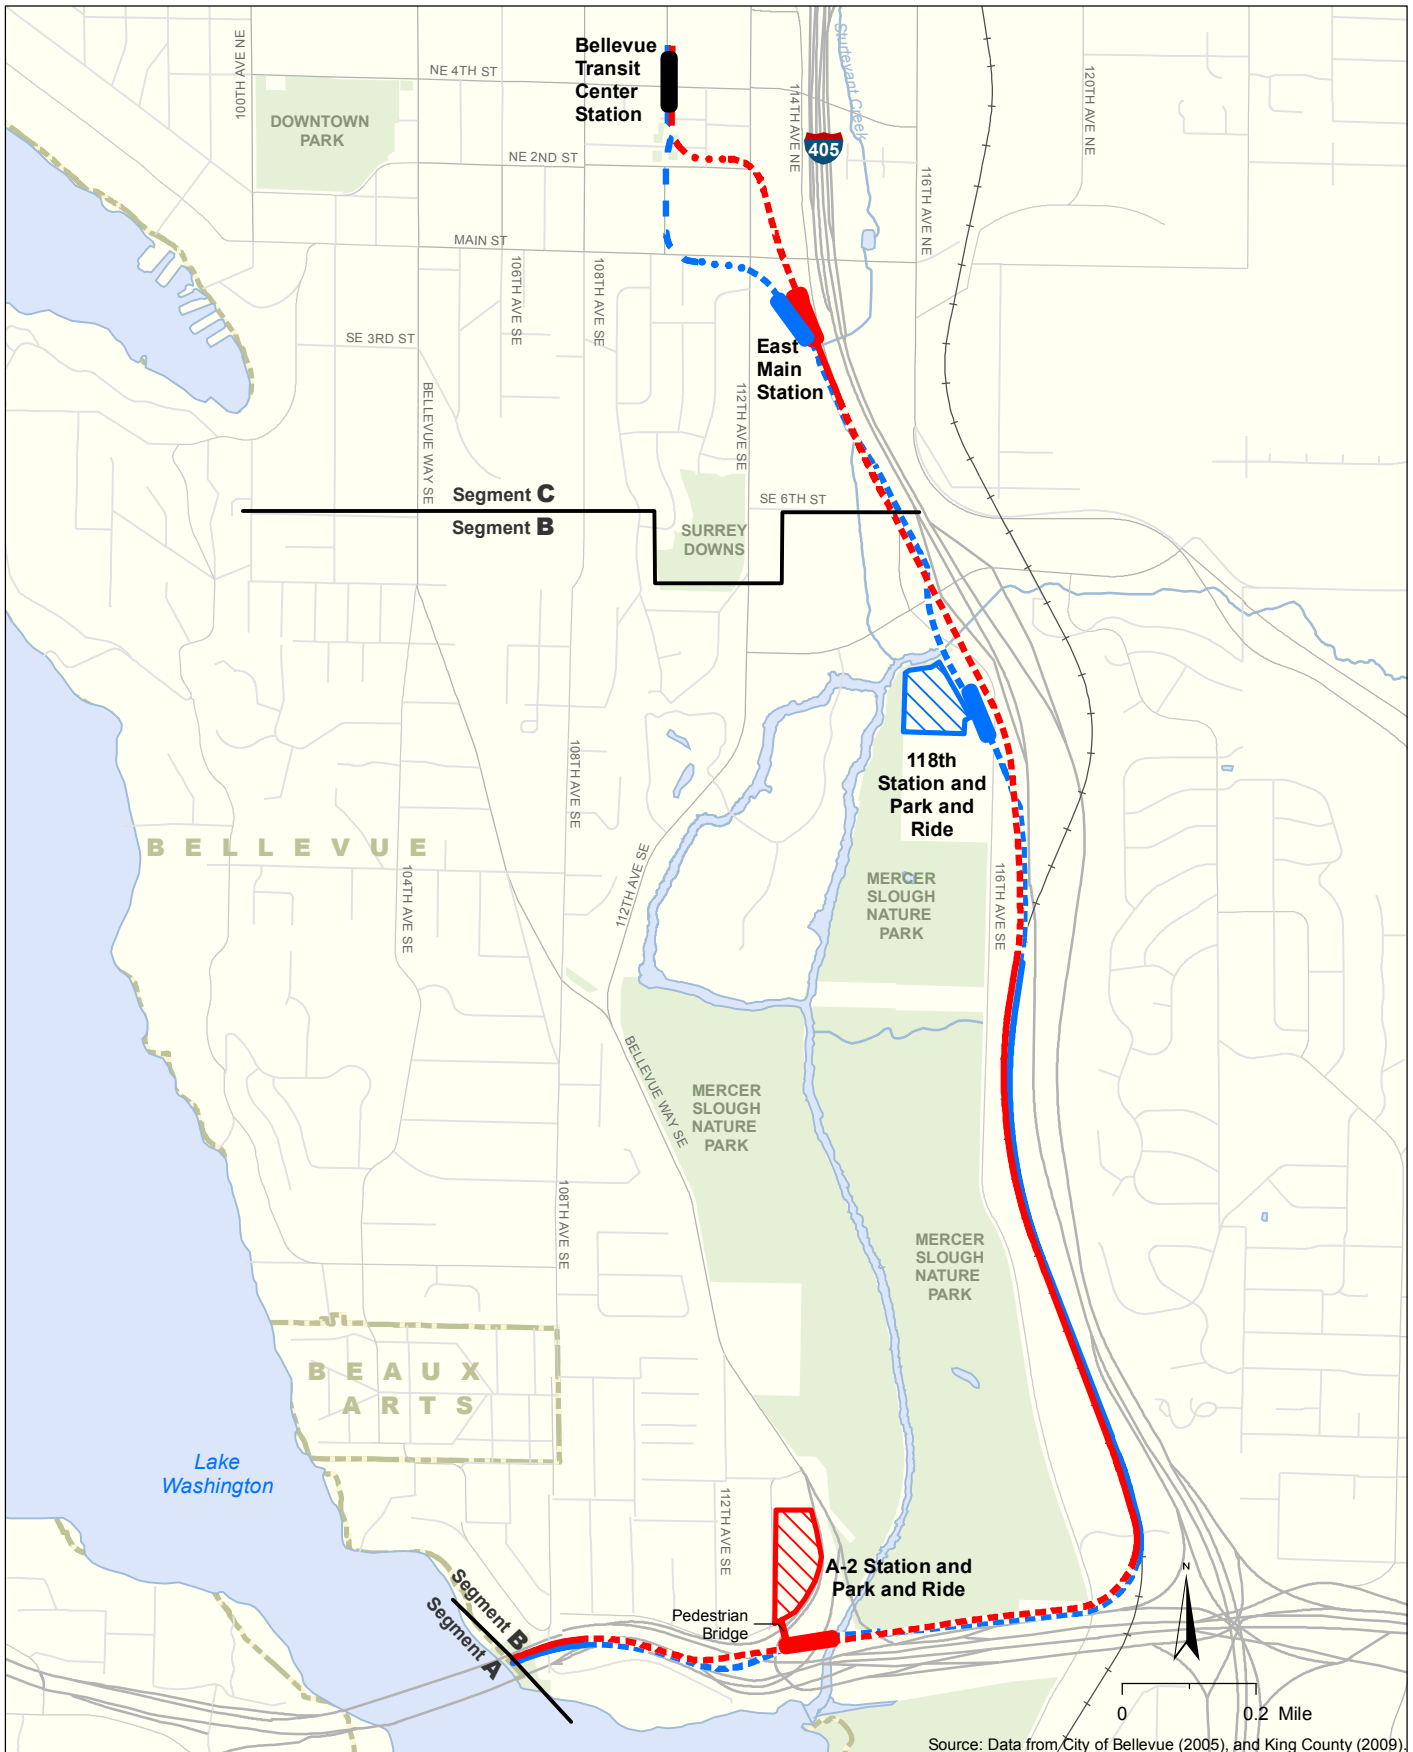 Bellevue
Transit
Center
Station
NE 4TH ST
100TH AVE NE
DOWNTOWN
PARK
NE 2ND ST
114TH AVE NE
Sturtevant Creek
405
116TH AVE NE
120TH AVE NE
MAIN ST
106TH AVE SE
108TH AVE SE
SE 3RD ST
East
Main
Station
BELLEVUE WAY SE
112TH AVE SE
Segment C
Segment B
SE 6TH ST
SURREY
DOWNS
118th
Station and
Park and
Ride
108TH AVE SE
BELLEVUE
104TH AVE SE
112TH AVE SE
MERCER
SLOUGH
NATURE
PARK
116TH AVE SE
BELLEVUE WAY SE
MERCER
SLOUGH
NATURE
PARK
108TH AVE SE
MERCER
SLOUGH
NATURE
PARK
BEAUX
ARTS
Lake
Washington
112TH AVE SE
A-2 Station and
Park and Ride
Segment B
Segment A
Pedestrian
Bridge
N
0 0.2 Mile
Source: Data from City of Bellevue (2005), and King County (2009).